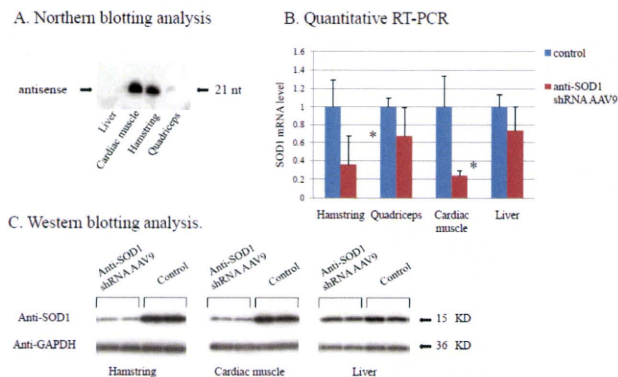 A. Northern blotting analysis
antisense
21 nt
Liver
Cardiac muscle
Hamstring
Quadriceps
B. Quantitative RT-PCR
SOD1 mRNA level
1.6
1.4
1.2
1
0.8
0.6
0.4
0.2
0
*
*
Hamstring
Quadriceps
Cardiac
muscle
Liver
control
anti-SOD1
shRNA AAV9
C. Western blotting analysis.
Anti-SOD1
shRNA AAV9
Control
Anti-SOD1
shRNA AAV9
Control
Anti-SOD1
shRNA AAV9
Control
Anti-SOD1
15 KD
Anti-GAPDH
36 KD
Hamstring
Cardiac muscle
Liver